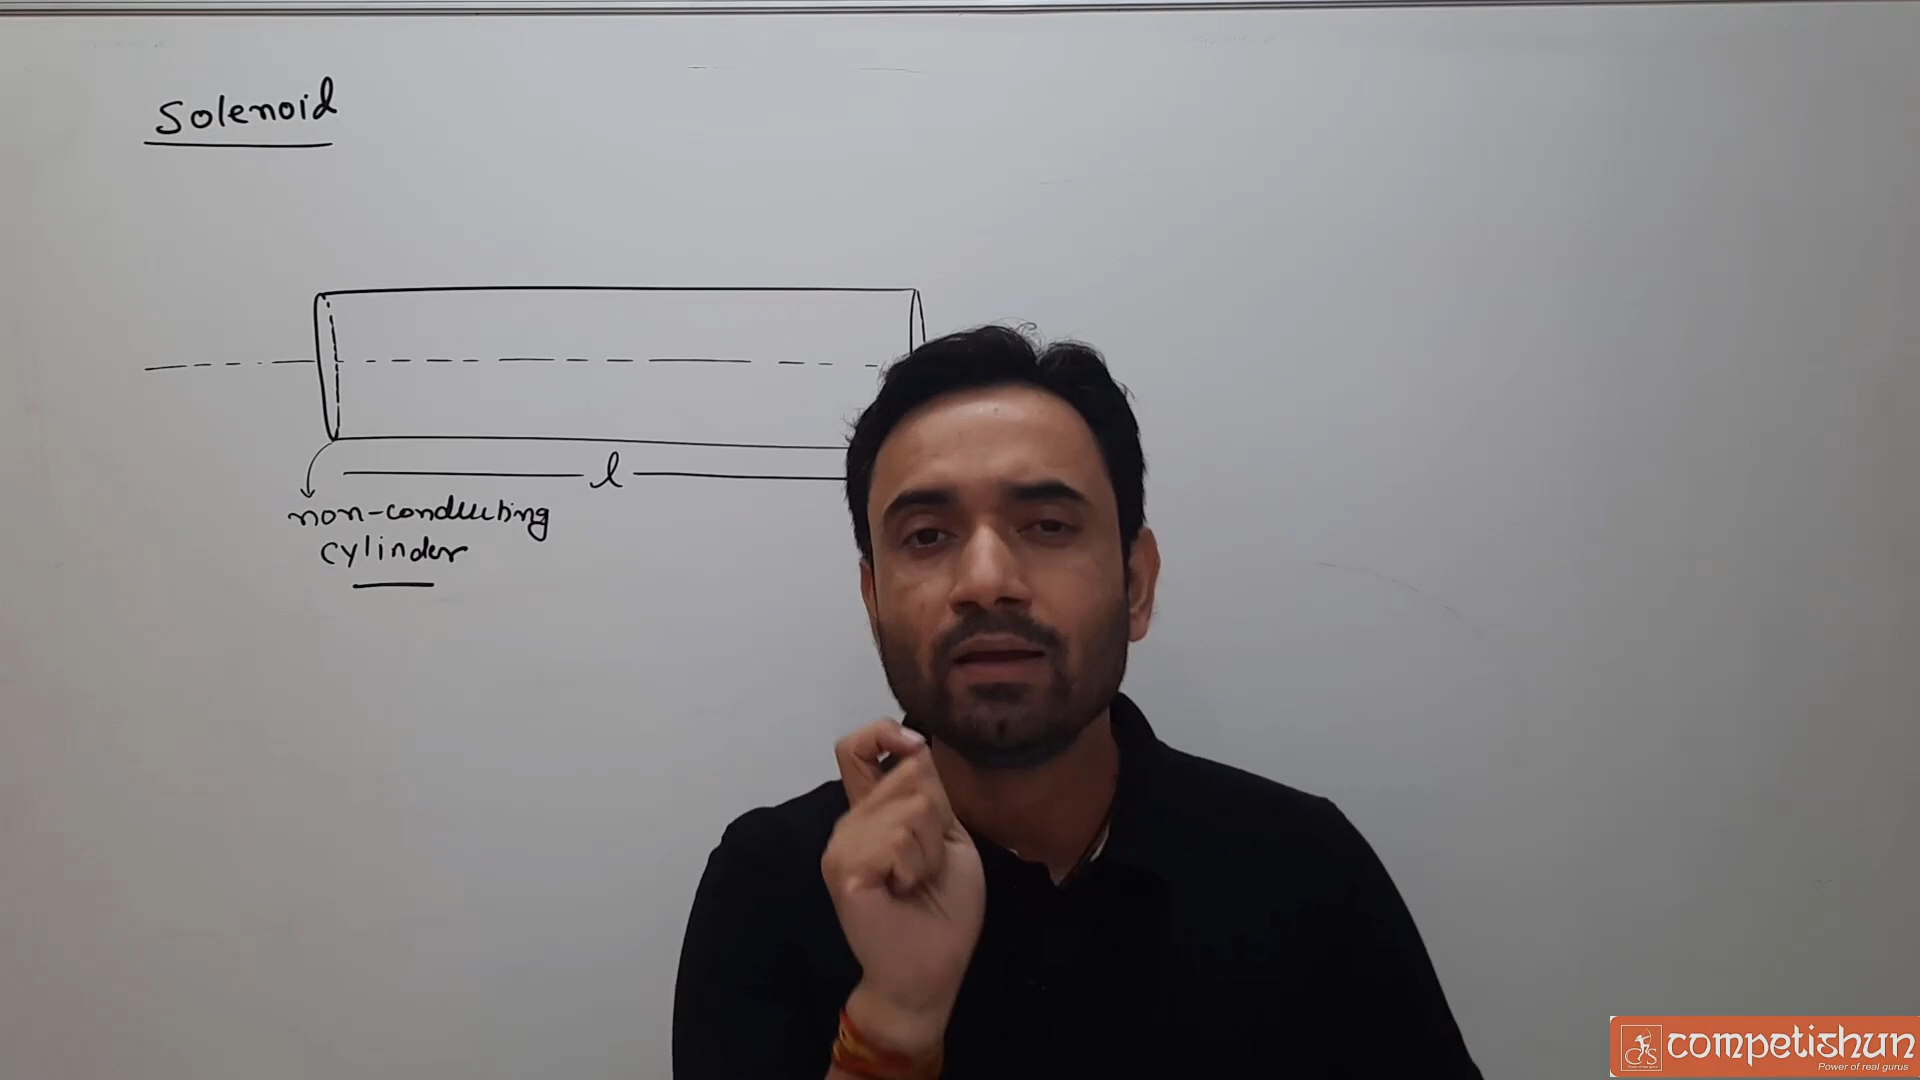 Solenoid
l
non-conducting
cylinder
competishun
Power of real gurus